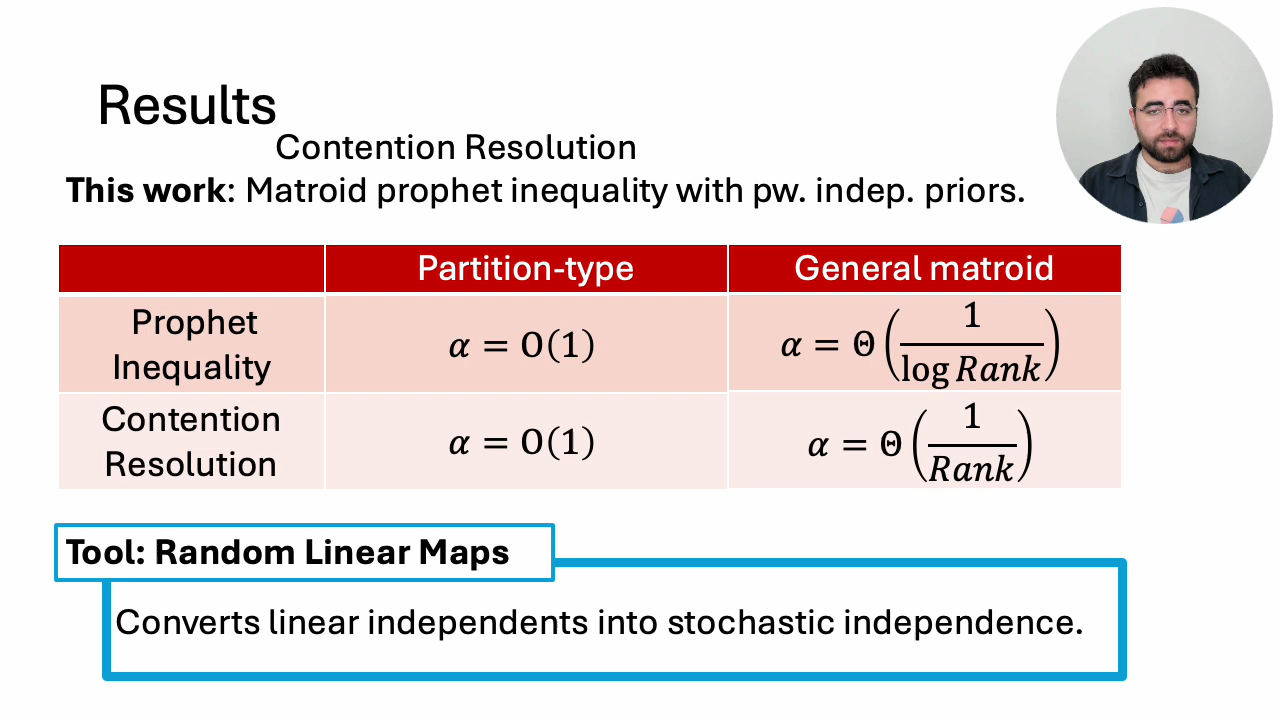 Results
Contention Resolution
This work: Matroid prophet inequality with pw. indep. priors.
Partition-type General matroid
Prophet Inequality α = O(1) α = Θ(1/log Rank)
Contention Resolution α = O(1) α = Θ(1/Rank)
Tool: Random Linear Maps
Converts linear independents into stochastic independence.